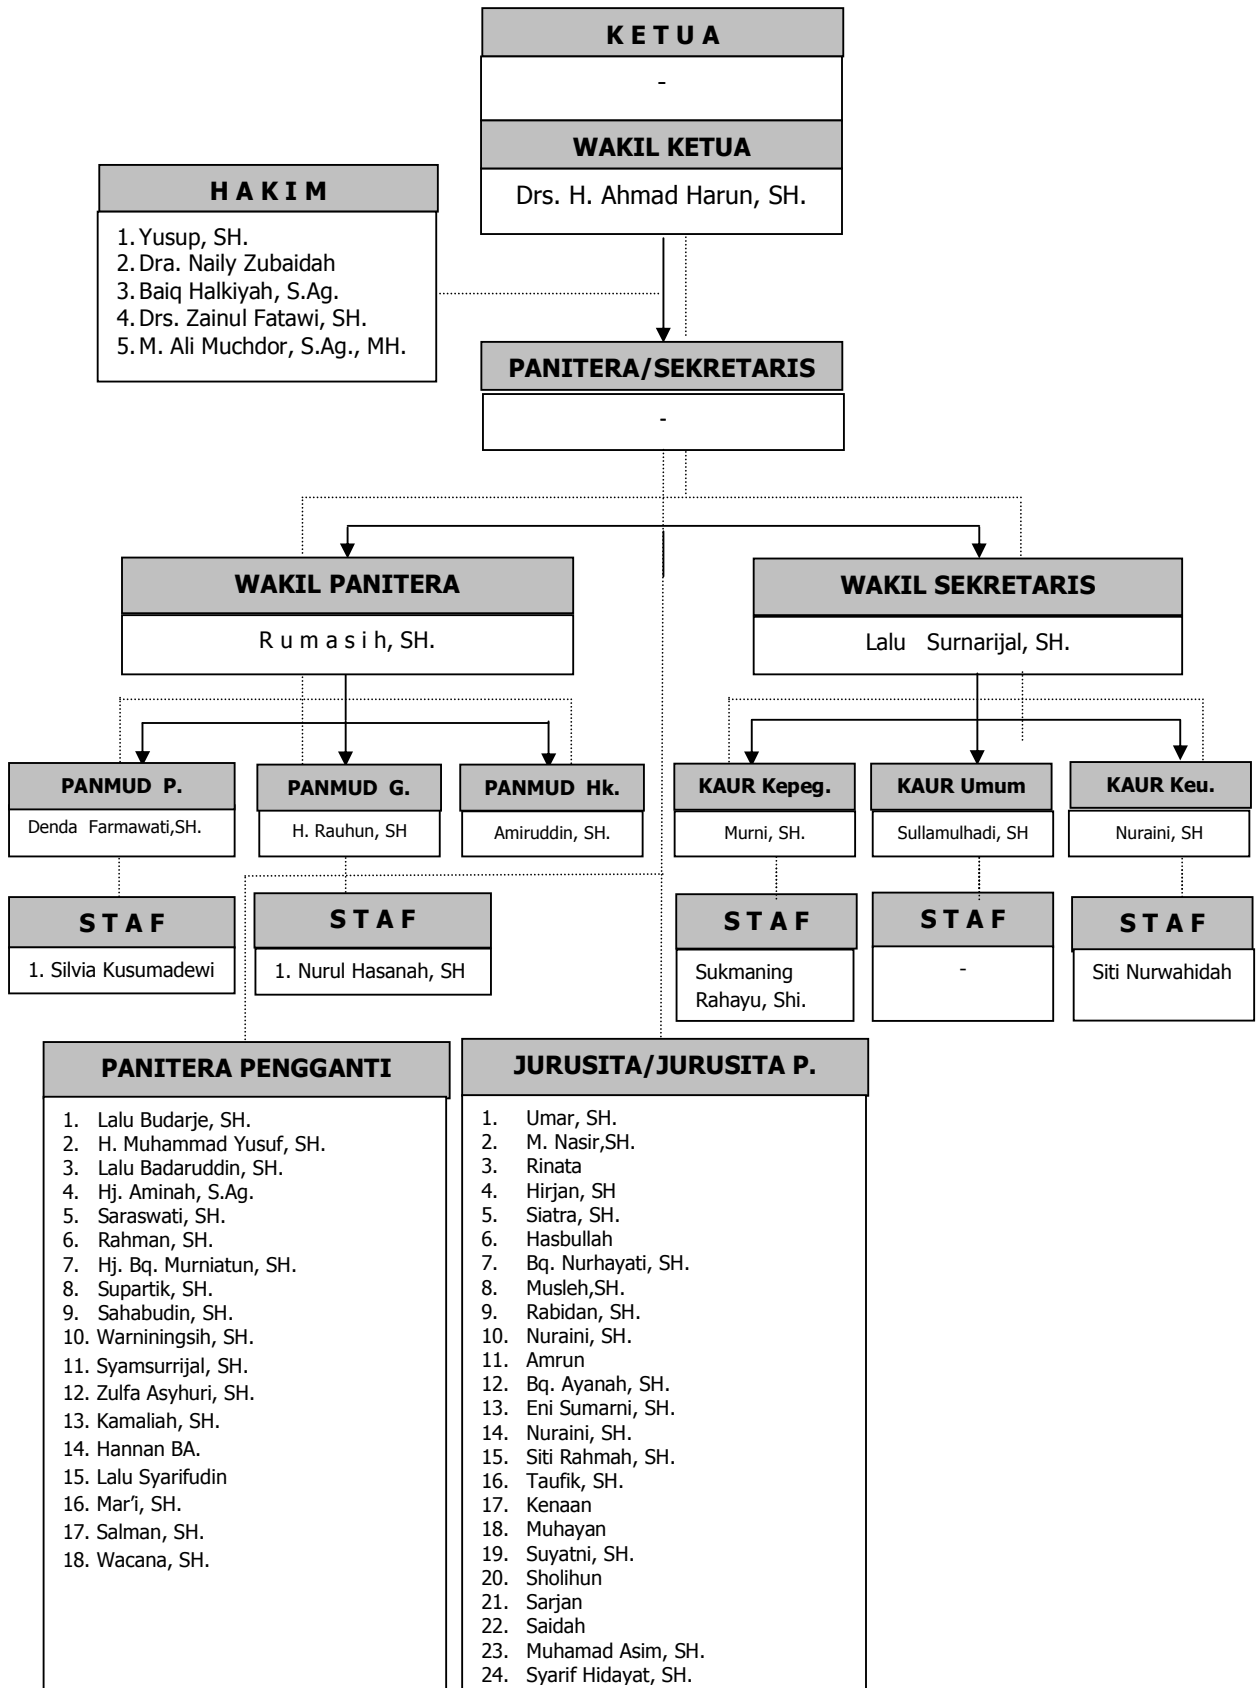 K E T U A
-
WAKIL KETUA
Drs. H. Ahmad Harun, SH.
H A K I M
1. Yusup, SH.
2. Dra. Naily Zubaidah
3. Baiq Halkiyah, S.Ag.
4. Drs. Zainul Fatawi, SH.
5. M. Ali Muchdor, S.Ag., MH.
PANITERA/SEKRETARIS
-
WAKIL PANITERA
R u m a s i h, SH.
WAKIL SEKRETARIS
Lalu Surnarijal, SH.
PANMUD P.
Denda Farmawati,SH.
PANMUD G.
H. Rauhun, SH
PANMUD Hk.
Amiruddin, SH.
KAUR Kepeg.
Murni, SH.
KAUR Umum
Sullamulhadi, SH
KAUR Keu.
Nuraini, SH
S T A F
1. Silvia Kusumadewi
S T A F
1. Nurul Hasanah, SH
S T A F
Sukmaning
Rahayu, Shi.
S T A F
-
S T A F
Siti Nurwahidah
PANITERA PENGGANTI
1. Lalu Budarje, SH.
2. H. Muhammad Yusuf, SH.
3. Lalu Badaruddin, SH.
4. Hj. Aminah, S.Ag.
5. Saraswati, SH.
6. Rahman, SH.
7. Hj. Bq. Murniatun, SH.
8. Supartik, SH.
9. Sahabudin, SH.
10. Warniningsih, SH.
11. Syamsurrijal, SH.
12. Zulfa Asyhuri, SH.
13. Kamaliah, SH.
14. Hannan BA.
15. Lalu Syarifudin
16. Mar’i, SH.
17. Salman, SH.
18. Wacana, SH.
JURUSITA/JURUSITA P.
1. Umar, SH.
2. M. Nasir,SH.
3. Rinata
4. Hirjan, SH
5. Siatra, SH.
6. Hasbullah
7. Bq. Nurhayati, SH.
8. Musleh,SH.
9. Rabidan, SH.
10. Nuraini, SH.
11. Amrun
12. Bq. Ayanah, SH.
13. Eni Sumarni, SH.
14. Nuraini, SH.
15. Siti Rahmah, SH.
16. Taufik, SH.
17. Kenaan
18. Muhayan
19. Suyatni, SH.
20. Sholihun
21. Sarjan
22. Saidah
23. Muhamad Asim, SH.
24. Syarif Hidayat, SH.